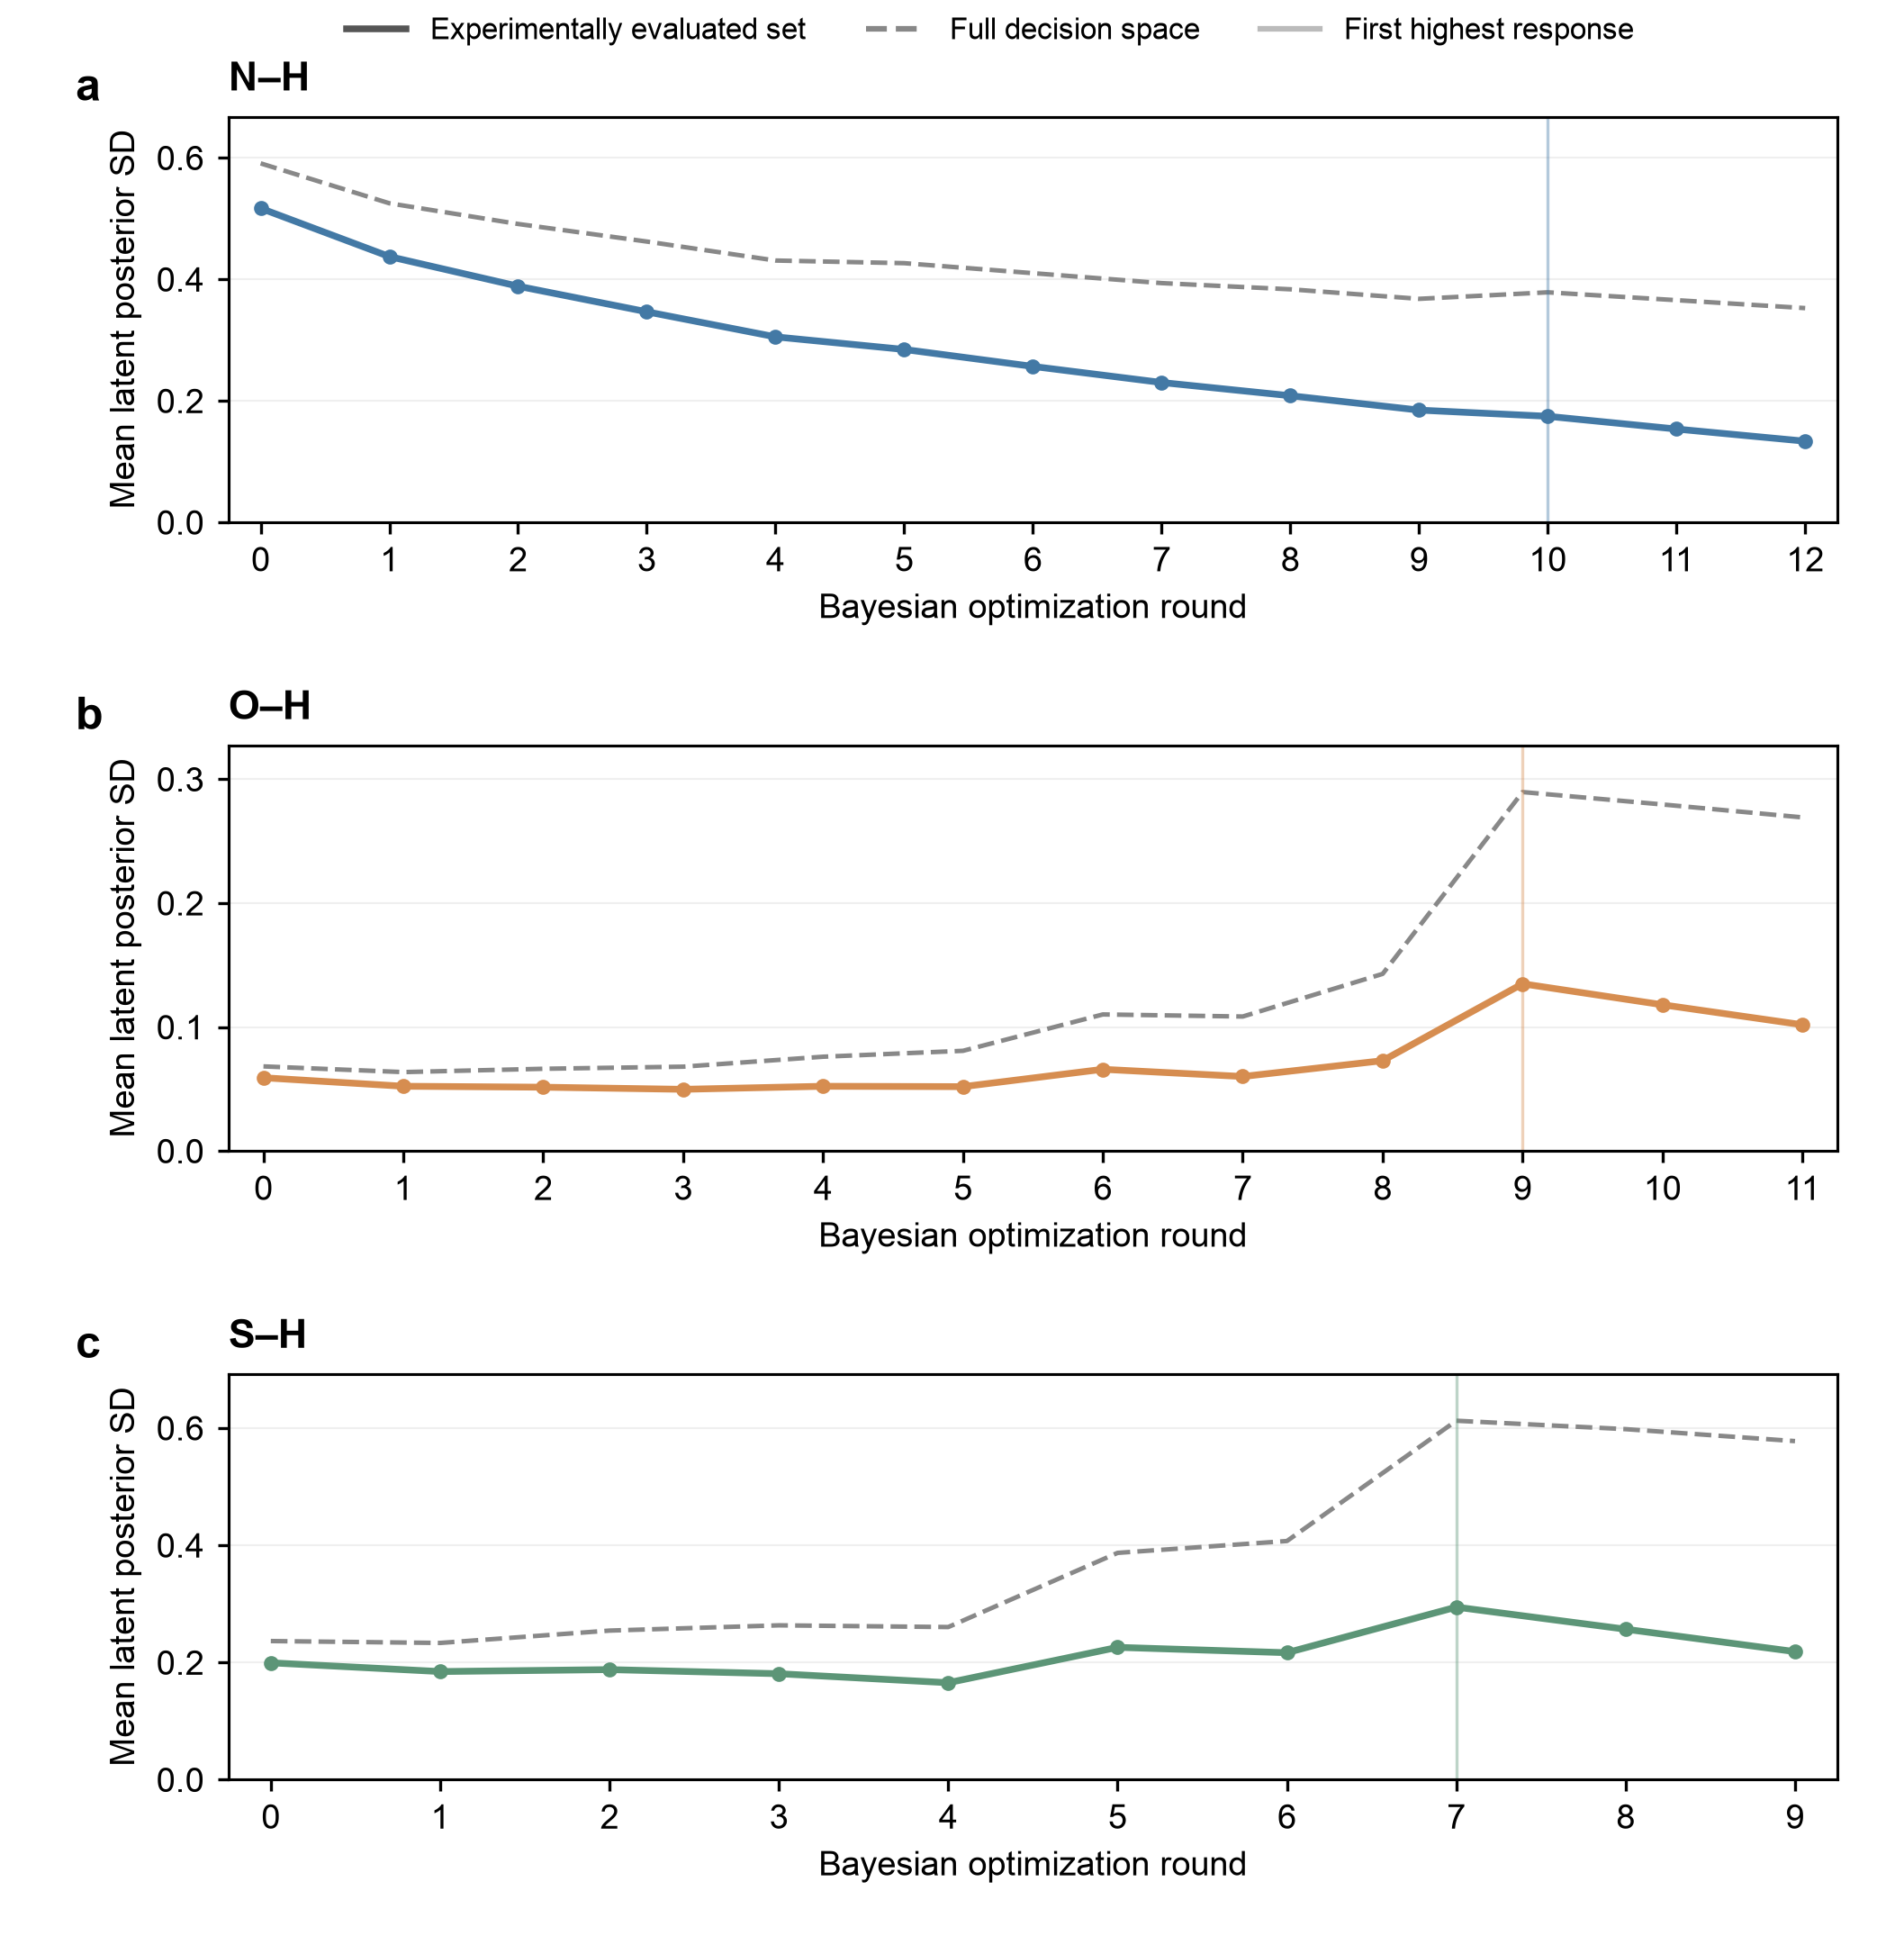 Experimentally evaluated set Full decision space First highest response
a N–H
Mean latent posterior SD
0.6
0.4
0.2
0.0
0 1 2 3 4 5 6 7 8 9 10 11 12
Bayesian optimization round
b O–H
Mean latent posterior SD
0.3
0.2
0.1
0.0
0 1 2 3 4 5 6 7 8 9 10 11
Bayesian optimization round
c S–H
Mean latent posterior SD
0.6
0.4
0.2
0.0
0 1 2 3 4 5 6 7 8 9
Bayesian optimization round